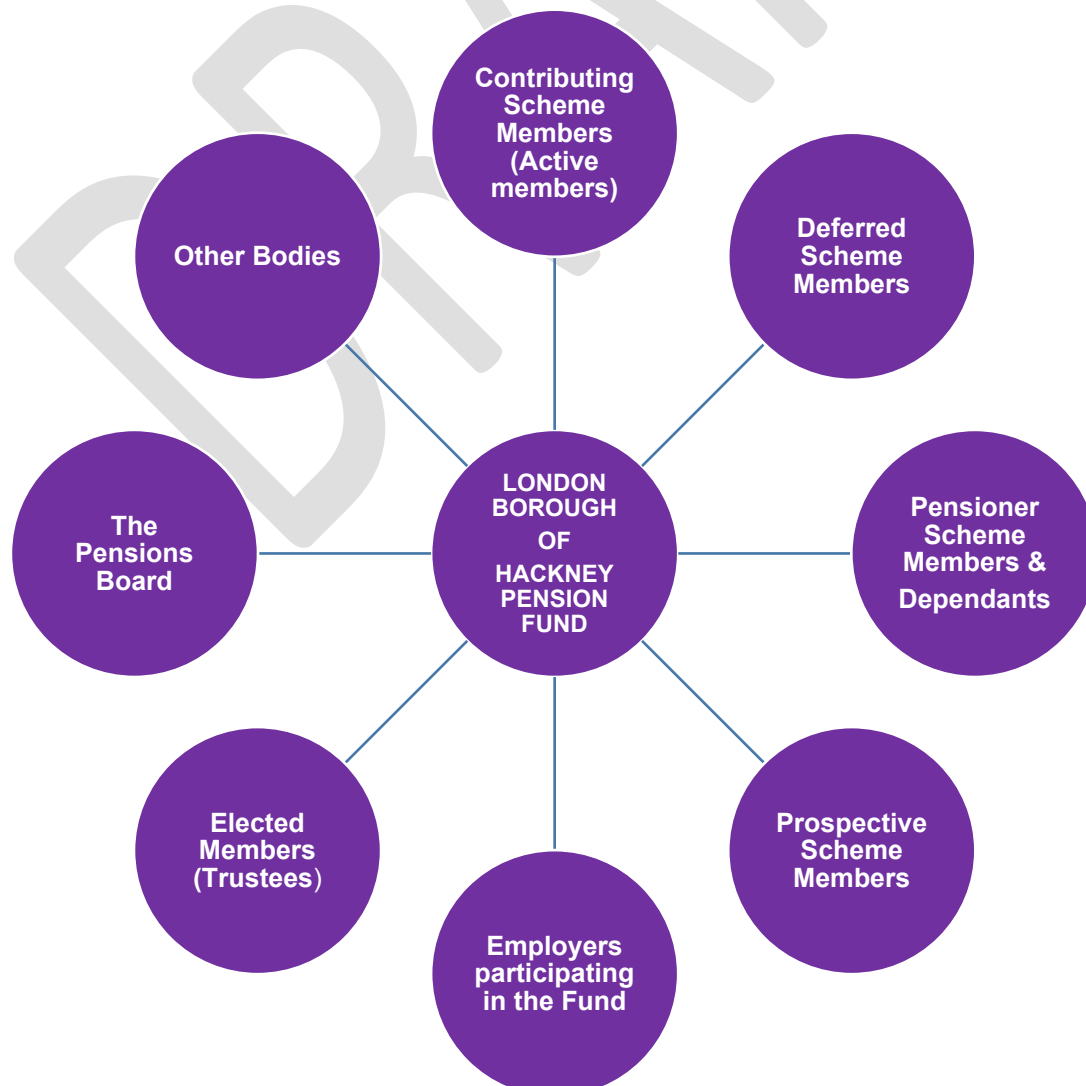 Contributing
Scheme
Members
(Active
members)
Deferred
Scheme
Members
Pensioner
Scheme
Members &
Dependants
Prospective
Scheme
Members
Employers
participating
in the Fund
Elected
Members
(Trustees)
The
Pensions
Board
Other Bodies
LONDON
BOROUGH
OF
HACKNEY
PENSION
FUND